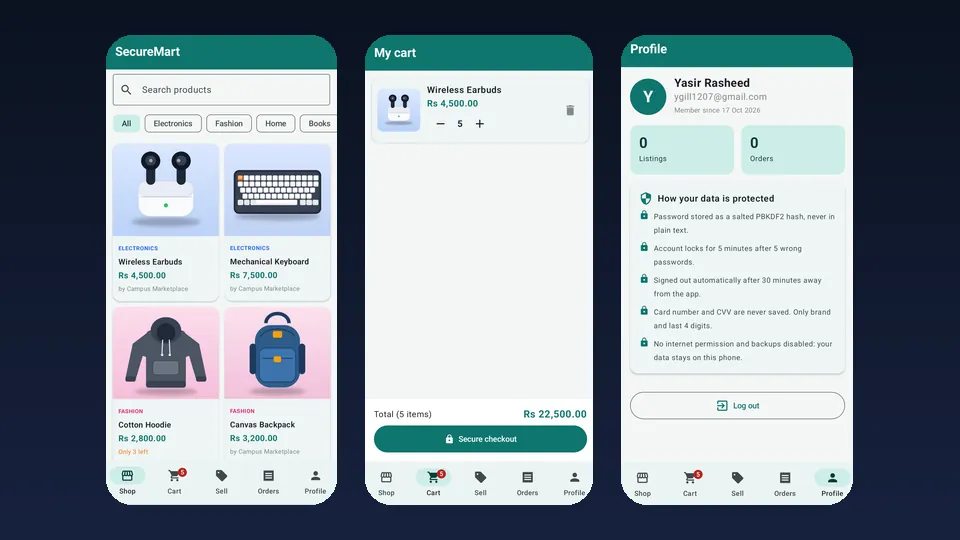 SecureMart
Search products
All
Electronics
Fashion
Home
Books
ELECTRONICS
Wireless Earbuds
Rs 4,500.00
by Campus Marketplace
ELECTRONICS
Mechanical Keyboard
Rs 7,500.00
by Campus Marketplace
FASHION
Cotton Hoodie
Rs 2,800.00
Only 3 left
FASHION
Canvas Backpack
Rs 3,200.00
by Campus Marketplace
5
Shop
Cart
Sell
Orders
Profile
My cart
Wireless Earbuds
Rs 4,500.00
5
Total (5 items)
Rs 22,500.00
Secure checkout
5
Shop
Cart
Sell
Orders
Profile
Profile
Y
Yasir Rasheed
ygill1207@gmail.com
Member since 17 Oct 2026
0
Listings
0
Orders
How your data is protected
Password stored as a salted PBKDF2 hash, never in
plain text.
Account locks for 5 minutes after 5 wrong
passwords.
Signed out automatically after 30 minutes away
from the app.
Card number and CVV are never saved. Only brand
and last 4 digits.
No internet permission and backups disabled: your
data stays on this phone.
Log out
5
Shop
Cart
Sell
Orders
Profile